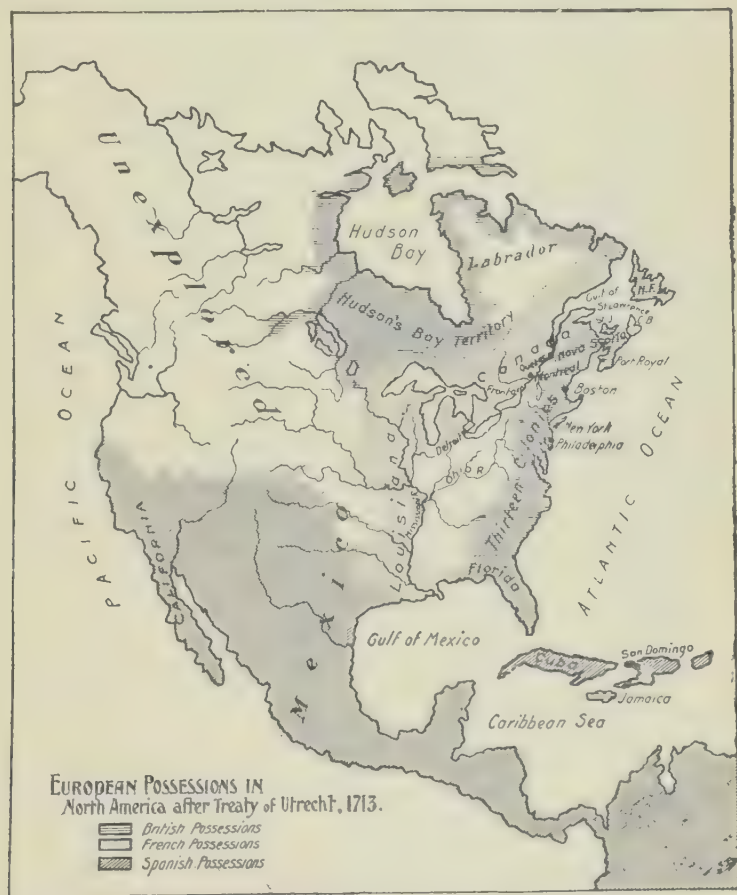 Unexplored
Hudson
Bay
Labrador
Hudson's Bay Territory
N.F.
Gulf of
St. Lawrence
C B
Canada
Nova Scotia
Port Royal
Quebec
Montreal
Frontenac
Boston
New York
Philadelphia
Detroit
Ohio R.
Mississippi R.
Louisiana
Thirteen Colonies
Florida
PACIFIC OCEAN
ATLANTIC OCEAN
CALIFORNIA
Mexico
Gulf of Mexico
Cuba
San Domingo
Jamaica
Caribbean Sea
EUROPEAN POSSESSIONS IN
North America after Treaty of Utrecht, 1713.
British Possessions
French Possessions
Spanish Possessions